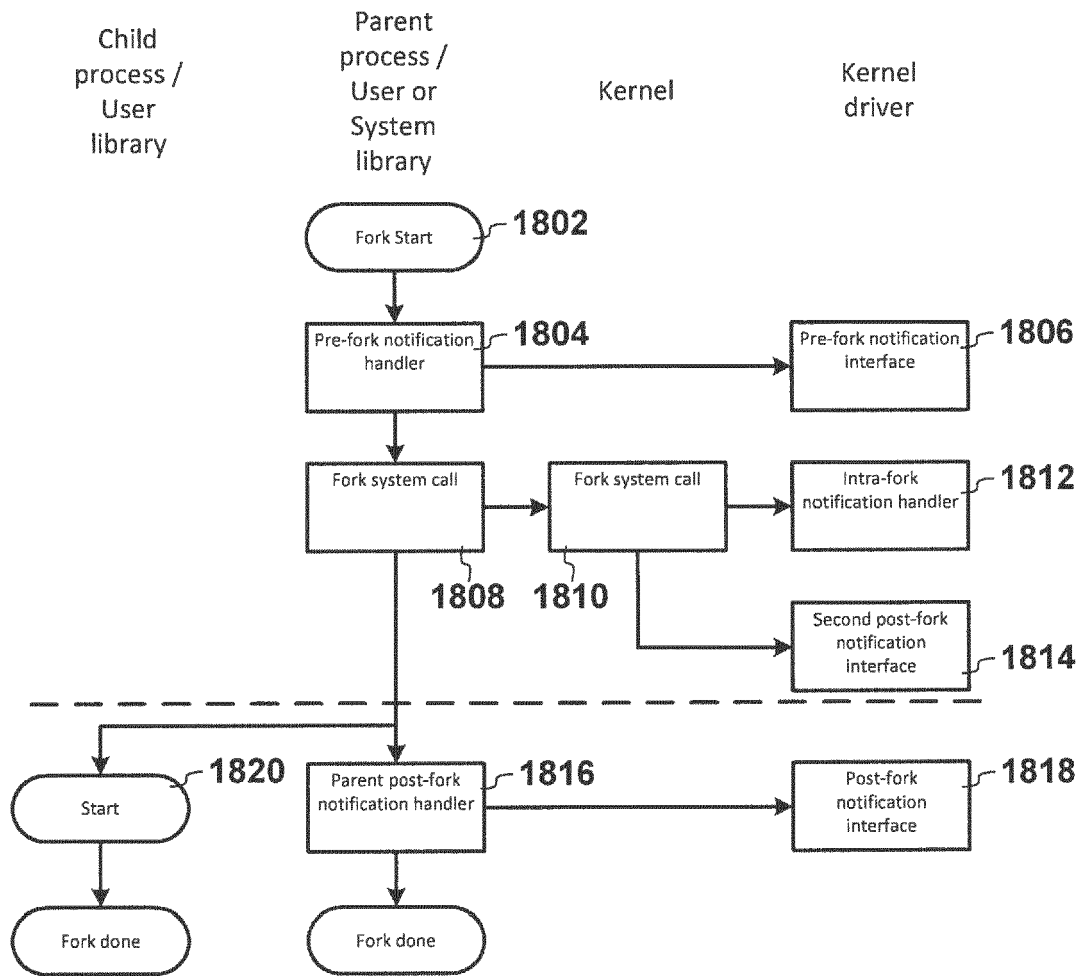 Child
process /
User
library
Parent
process /
User or
System
library
Kernel
Kernel
driver
Fork Start
1802
Pre-fork notification
handler
1804
Pre-fork notification
interface
1806
Fork system call
1808
Fork system call
1810
Intra-fork
notification handler
1812
Second post-fork
notification
interface
1814
Start
1820
Parent post-fork
notification handler
1816
Post-fork
notification
interface
1818
Fork done
Fork done